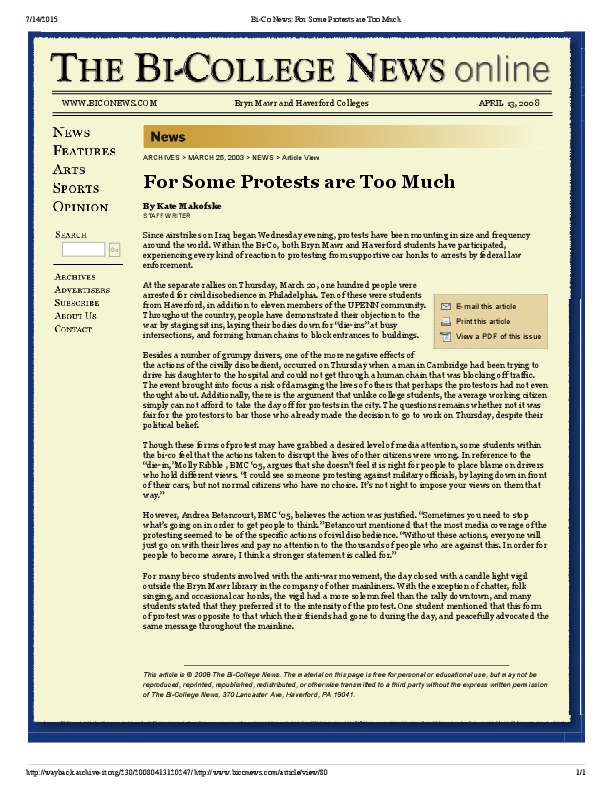 7/14/2015 Bi-Co News: For Some Protests are Too Much
THE BI-COLLEGE NEWS online
WWW.BICONEWS.COM Bryn Mawr and Haverford Colleges APRIL 13, 2008
NEWS
FEATURES
ARTS
SPORTS
OPINION
SEARCH
Go
ARCHIVES
ADVERTISERS
SUBSCRIBE
ABOUT US
CONTACT
News
ARCHIVES > MARCH 25, 2003 > NEWS > Article View
For Some Protests are Too Much
By Kate Makofske
STAFF WRITER
Since airstrikes on Iraq began Wednesday evening, protests have been mounting in size and frequency
around the world. Within the Bi-Co, both Bryn Mawr and Haverford students have participated,
experiencing every kind of reaction to protesting from supportive car honks to arrests by federal law
enforcement.
At the separate rallies on Thursday, March 20, one hundred people were
arrested for civil disobedience in Philadelphia. Ten of these were students
from Haverford, in addition to eleven members of the UPENN community.
Throughout the country, people have demonstrated their objection to the
war by staging sit ins, laying their bodies down for "die-ins" at busy
intersections, and forming human chains to block entrances to buildings.
E-mail this article
Print this article
View a PDF of this issue
Besides a number of grumpy drivers, one of the more negative effects of
the actions of the civilly disobedient, occurred on Thursday when a man in Cambridge had been trying to
drive his daughter to the hospital and could not get through a human chain that was blocking off traffic.
The event brought into focus a risk of damaging the lives of others that perhaps the protestors had not even
thought about. Additionally, there is the argument that unlike college students, the average working citizen
simply can not afford to take the day off for protests in the city. The questions remains whether not it was
fair for the protestors to bar those who already made the decision to go to work on Thursday, despite their
political belief.
Though these forms of protest may have grabbed a desired level of media attention, some students within
the bi-co feel that the actions taken to disrupt the lives of other citizens were wrong. In reference to the
"die-in," Molly Ribble , BMC '05, argues that she doesn't feel it is right for people to place blame on drivers
who hold different views. "I could see someone protesting against military officials, by laying down in front
of their cars, but not normal citizens who have no choice. It's not right to impose your views on them that
way."
However, Andrea Betancourt, BMC '05, believes the action was justified. "Sometimes you need to stop
what's going on in order to get people to think." Betancourt mentioned that the most media coverage of the
protesting seemed to be of the specific actions of civil disobedience. "Without these actions, everyone will
just go on with their lives and pay no attention to the thousands of people who are against this. In order for
people to become aware, I think a stronger statement is called for."
For many bi-co students involved with the anti-war movement, the day closed with a candle light vigil
outside the Bryn Mawr library in the company of other mainliners. With the exception of chatter, folk
singing, and occasional car honks, the vigil had a more solemn feel than the rally downtown, and many
students stated that they preferred it to the intensity of the protest. One student mentioned that this form
of protest was opposite to that which their friends had gone to during the day, and peacefully advocated the
same message throughout the mainline.
This article is © 2008 The Bi-College News. The material on this page is free for personal or educational use, but may not be
reproduced, reprinted, republished, redistributed, or otherwise transmitted to a third party without the express written permission
of The Bi-College News, 370 Lancaster Ave, Haverford, PA 19041.
http://wayback.archive-it.org/230/20080413120247/http://www.biconews.com/article/view/80 1/1